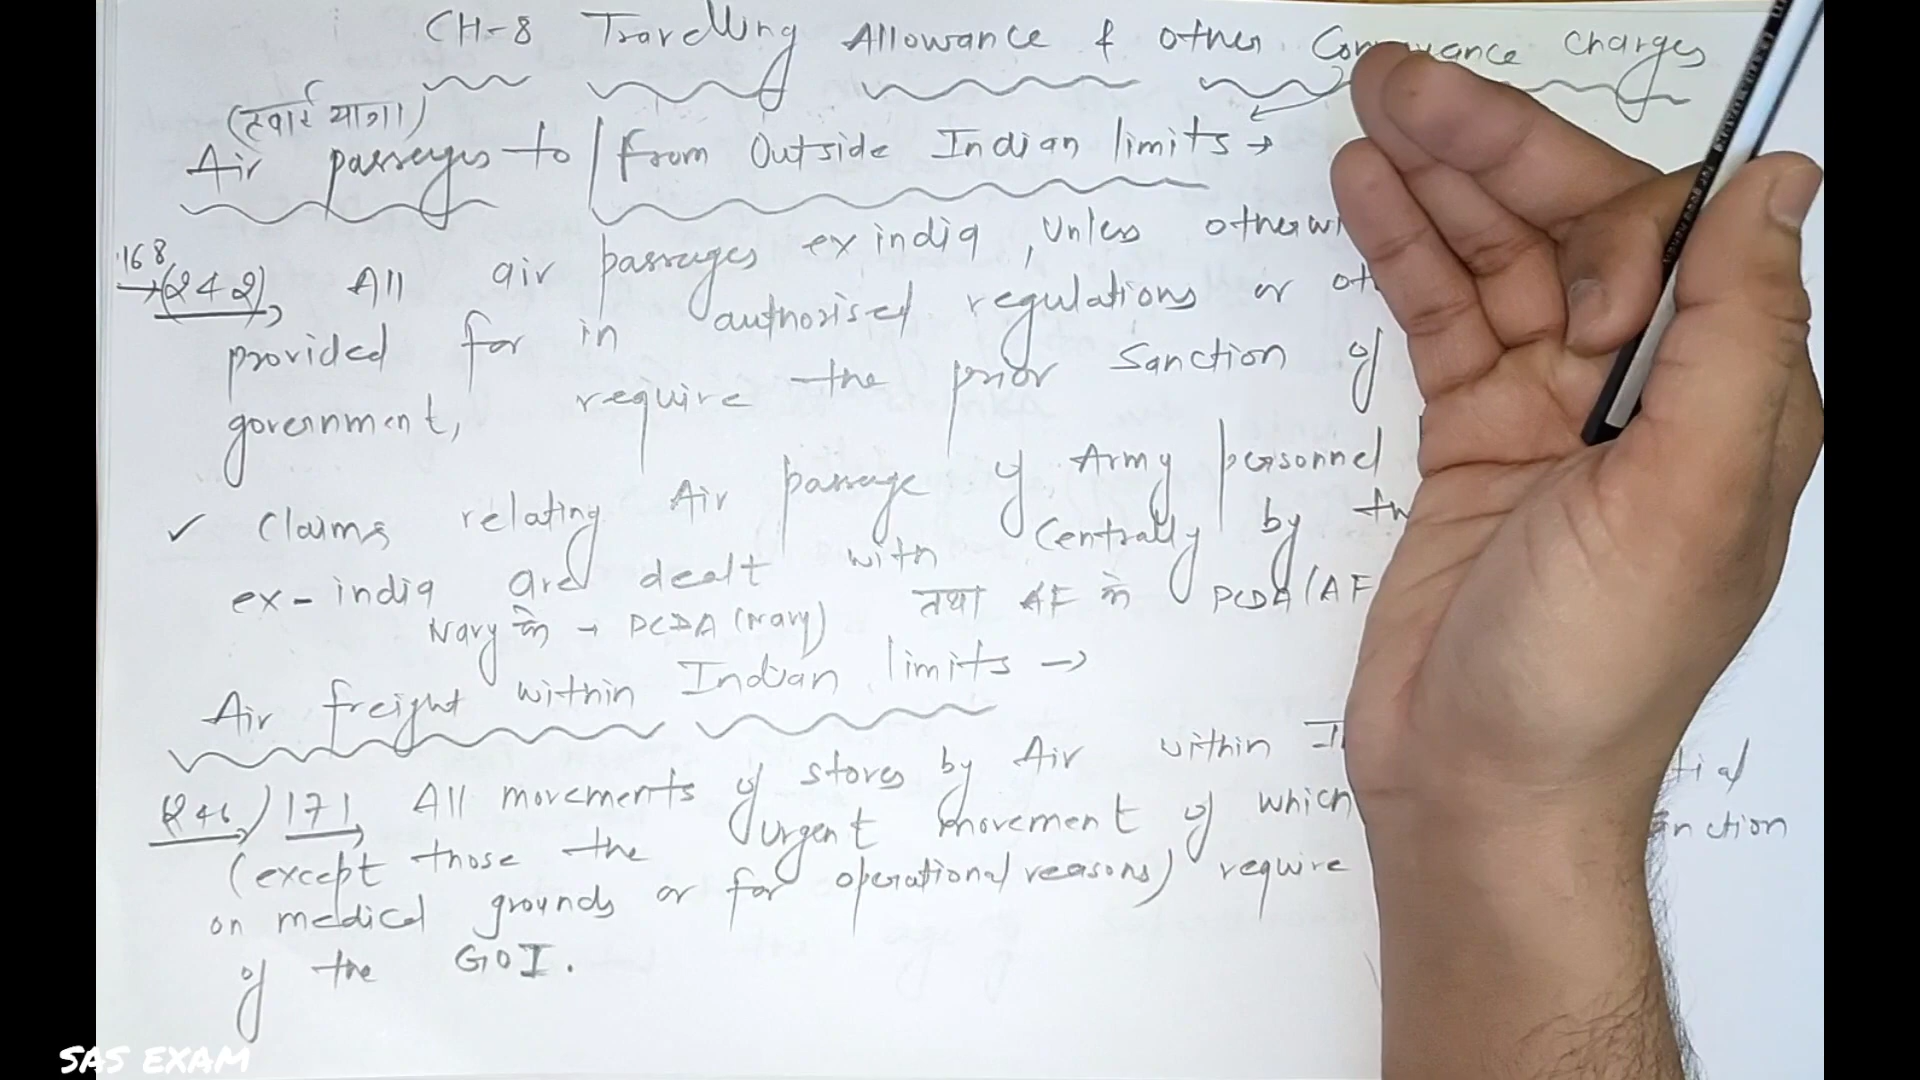 CH-8 Travelling Allowance & other Conveyance charges
(हवाई यात्रा)
Air passages to / from Outside Indian limits →
168
→(242), All air passages ex india, Unless otherwi
provided for in authorised regulations or ot
government, require the prior Sanction of
✓ Claims relating Air passage of Army personnel
ex-india are dealt with Centrally by th
Navy के → PCDA (Navy) तथा AF के PCDA (AF
Air freight within Indian limits →
(246) 171, All movements of stores by Air within I tial
(except those the urgent movement of which nction
on medical grounds or for operational reasons) require
of the GOI.
SAS EXAM